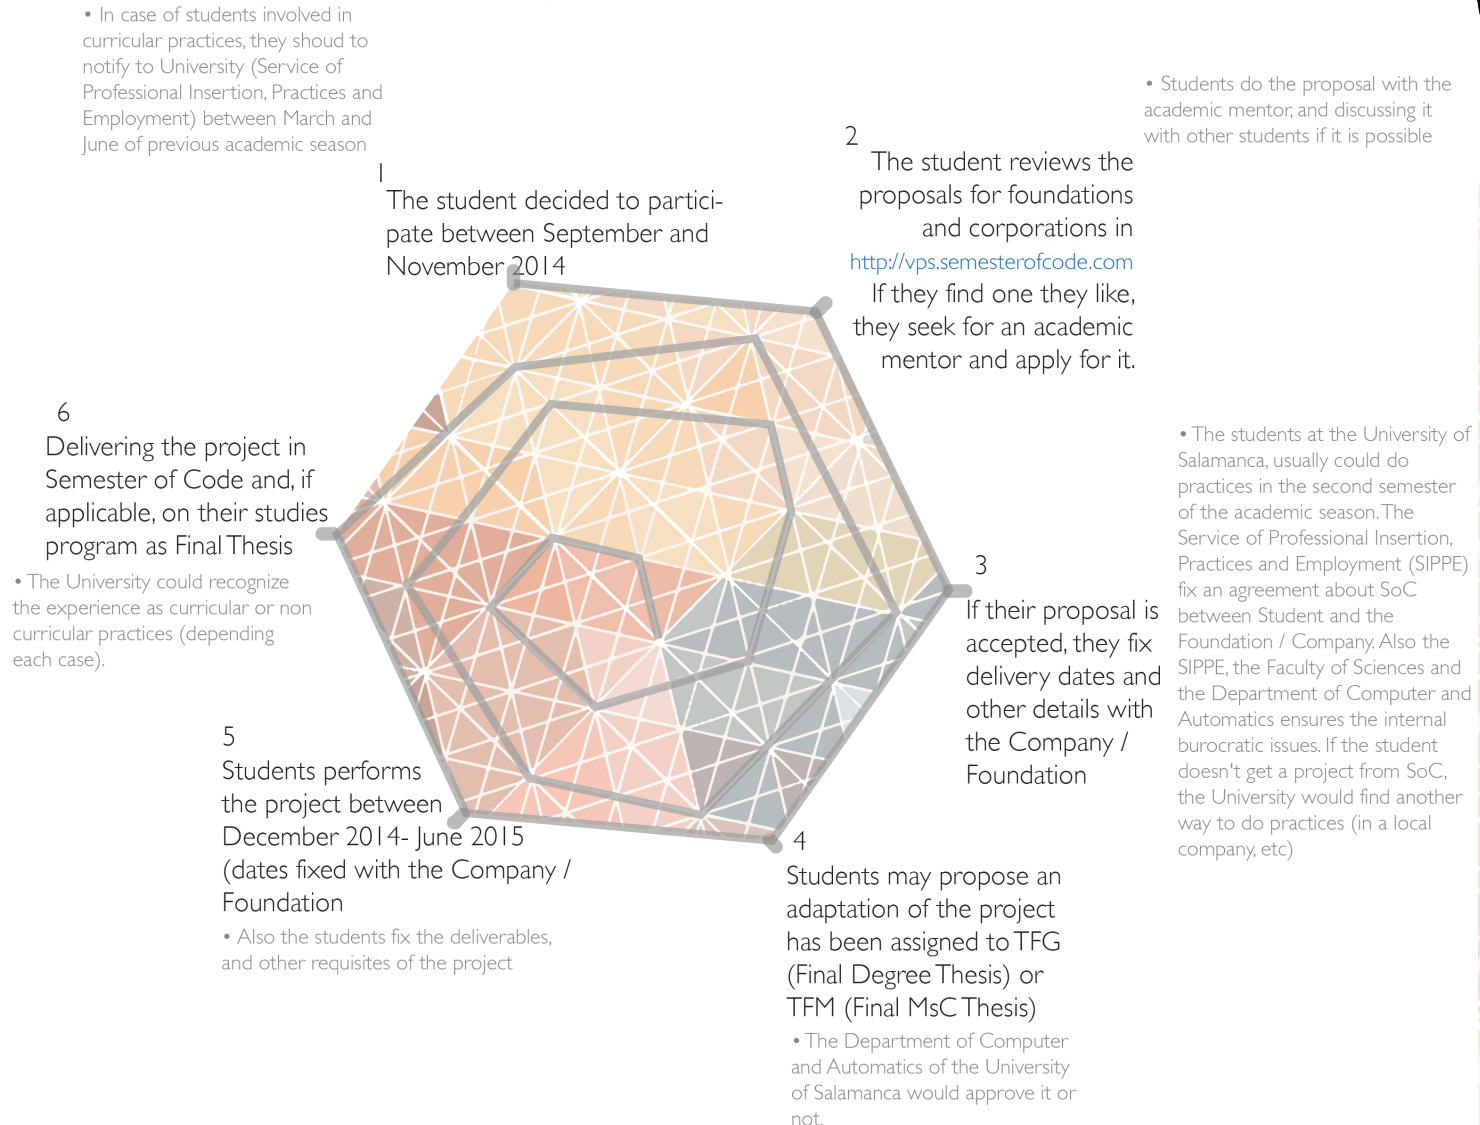 • In case of students involved in
curricular practices, they shoud to
notify to University (Service of
Professional Insertion, Practices and
Employment) between March and
June of previous academic season
1
The student decided to partici-
pate between September and
November 2014
• Students do the proposal with the
academic mentor, and discussing it
with other students if it is possible
2
The student reviews the
proposals for foundations
and corporations in
http://vps.semesterofcode.com
If they find one they like,
they seek for an academic
mentor and apply for it.
• The students at the University of
Salamanca, usually could do
practices in the second semester
of the academic season. The
Service of Professional Insertion,
Practices and Employment (SIPPE)
fix an agreement about SoC
between Student and the
Foundation / Company. Also the
SIPPE, the Faculty of Sciences and
the Department of Computer and
Automatics ensures the internal
burocratic issues. If the student
doesn't get a project from SoC,
the University would find another
way to do practices (in a local
company, etc)
3
If their proposal is
accepted, they fix
delivery dates and
other details with
the Company /
Foundation
4
Students may propose an
adaptation of the project
has been assigned to TFG
(Final Degree Thesis) or
TFM (Final MsC Thesis)
• The Department of Computer
and Automatics of the University
of Salamanca would approve it or
not.
5
Students performs
the project between
December 2014- June 2015
(dates fixed with the Company /
Foundation
• Also the students fix the deliverables,
and other requisites of the project
6
Delivering the project in
Semester of Code and, if
applicable, on their studies
program as Final Thesis
• The University could recognize
the experience as curricular or non
curricular practices (depending
each case).